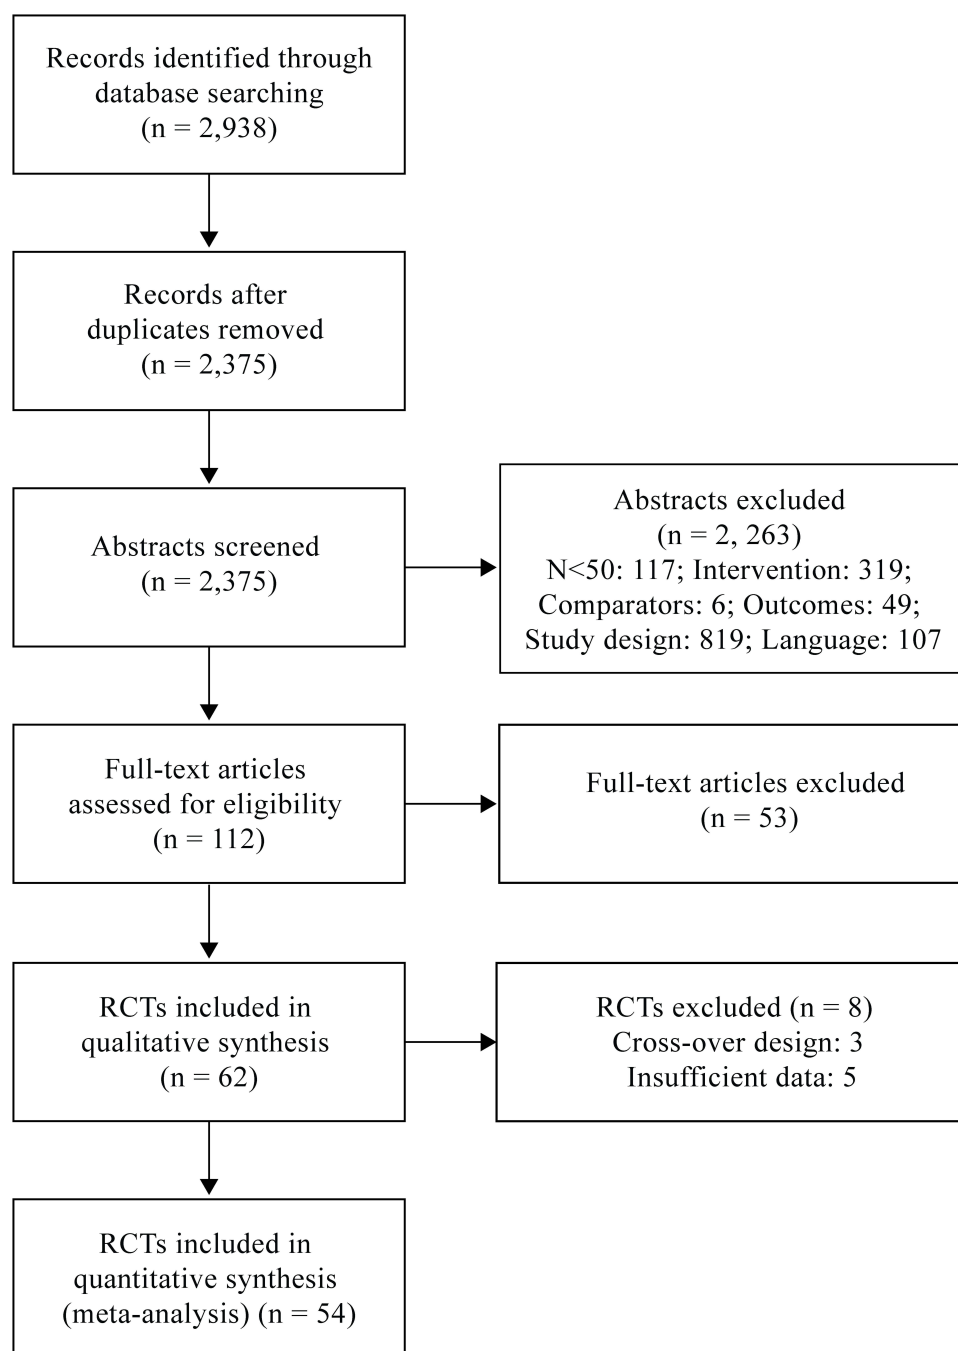 Records identified through
database searching
(n = 2,938)
Records after
duplicates removed
(n = 2,375)
Abstracts screened
(n = 2,375)
Abstracts excluded
(n = 2, 263)
N<50: 117; Intervention: 319;
Comparators: 6; Outcomes: 49;
Study design: 819; Language: 107
Full-text articles
assessed for eligibility
(n = 112)
Full-text articles excluded
(n = 53)
RCTs included in
qualitative synthesis
(n = 62)
RCTs excluded (n = 8)
Cross-over design: 3
Insufficient data: 5
RCTs included in
quantitative synthesis
(meta-analysis) (n = 54)